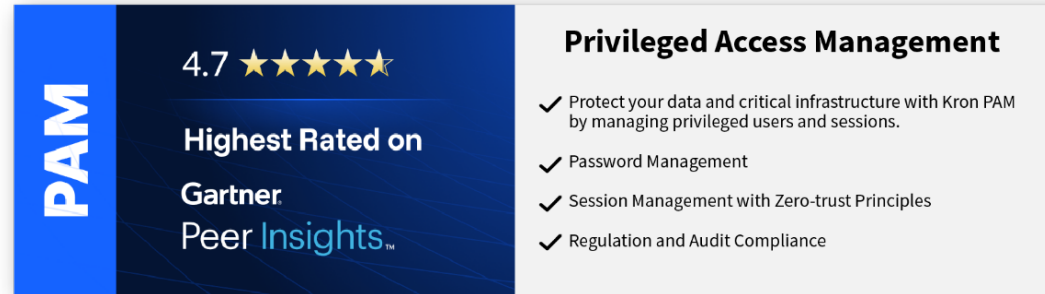 PAM
4.7
Highest Rated on
Gartner®
Peer Insights™
Privileged Access Management
Protect your data and critical infrastructure with Kron PAM
by managing privileged users and sessions.
Password Management
Session Management with Zero-trust Principles
Regulation and Audit Compliance